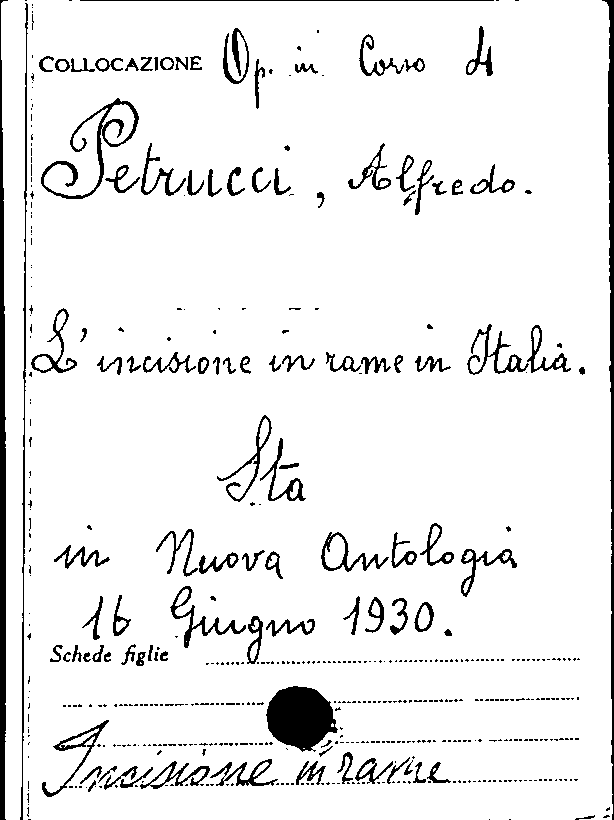 COLLOCAZIONE Op. in Corso 4
Petrucci, Alfredo.
L'incisione in rame in Italia.
Sta
in Nuova Antologia
16 Giugno 1930.
Schede figlie
Incisione in rame